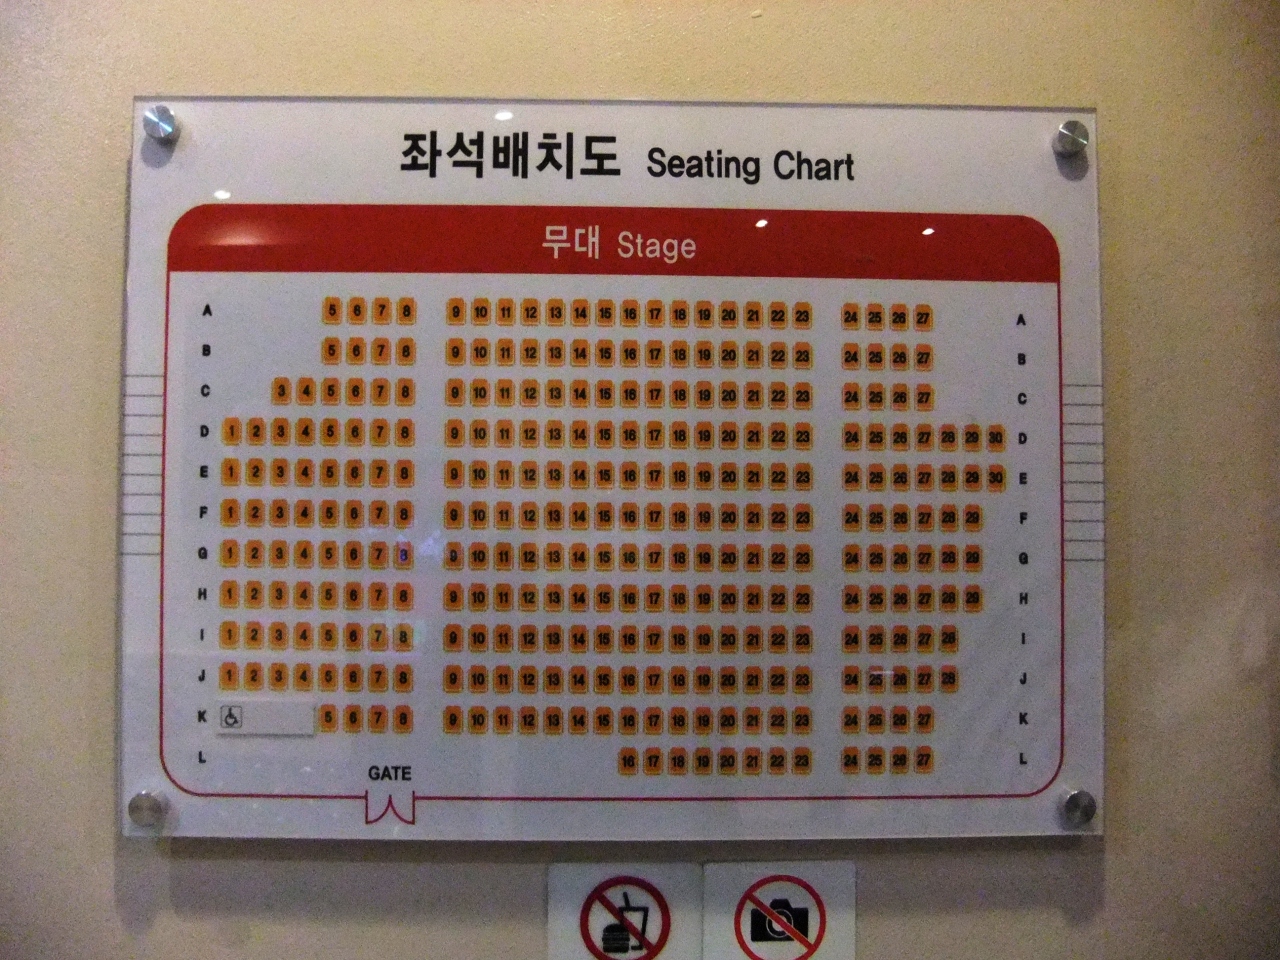 좌석배치도 Seating Chart
무대 Stage
A 5 6 7 8 9 10 11 12 13 14 15 16 17 18 19 20 21 22 23 24 25 26 27 A
B 5 6 7 8 9 10 11 12 13 14 15 16 17 18 19 20 21 22 23 24 25 26 27 B
C 3 4 5 6 7 8 9 10 11 12 13 14 15 16 17 18 19 20 21 22 23 24 25 26 27 C
D 1 2 3 4 5 6 7 8 9 10 11 12 13 14 15 16 17 18 19 20 21 22 23 24 25 26 27 28 29 30 D
E 1 2 3 4 5 6 7 8 9 10 11 12 13 14 15 16 17 18 19 20 21 22 23 24 25 26 27 28 29 30 E
F 1 2 3 4 5 6 7 8 9 10 11 12 13 14 15 16 17 18 19 20 21 22 23 24 25 26 27 28 29 F
G 1 2 3 4 5 6 7 8 9 10 11 12 13 14 15 16 17 18 19 20 21 22 23 24 25 26 27 28 29 G
H 1 2 3 4 5 6 7 8 9 10 11 12 13 14 15 16 17 18 19 20 21 22 23 24 25 26 27 28 29 H
I 1 2 3 4 5 6 7 8 9 10 11 12 13 14 15 16 17 18 19 20 21 22 23 24 25 26 27 28 I
J 1 2 3 4 5 6 7 8 9 10 11 12 13 14 15 16 17 18 19 20 21 22 23 24 25 26 27 28 J
K 5 6 7 8 9 10 11 12 13 14 15 16 17 18 19 20 21 22 23 24 25 26 27 K
L 16 17 18 19 20 21 22 23 24 25 26 27 L
GATE